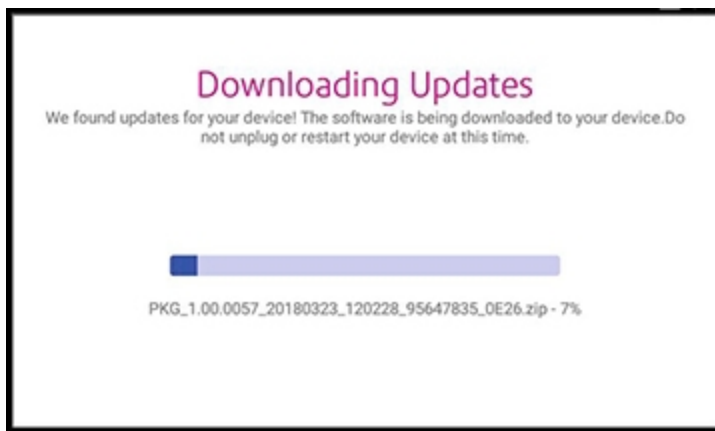 Downloading Updates
We found updates for your device! The software is being downloaded to your device.Do
not unplug or restart your device at this time.
PKG_1.00.0057_20180323_120228_95647835_0E26.zip - 7%